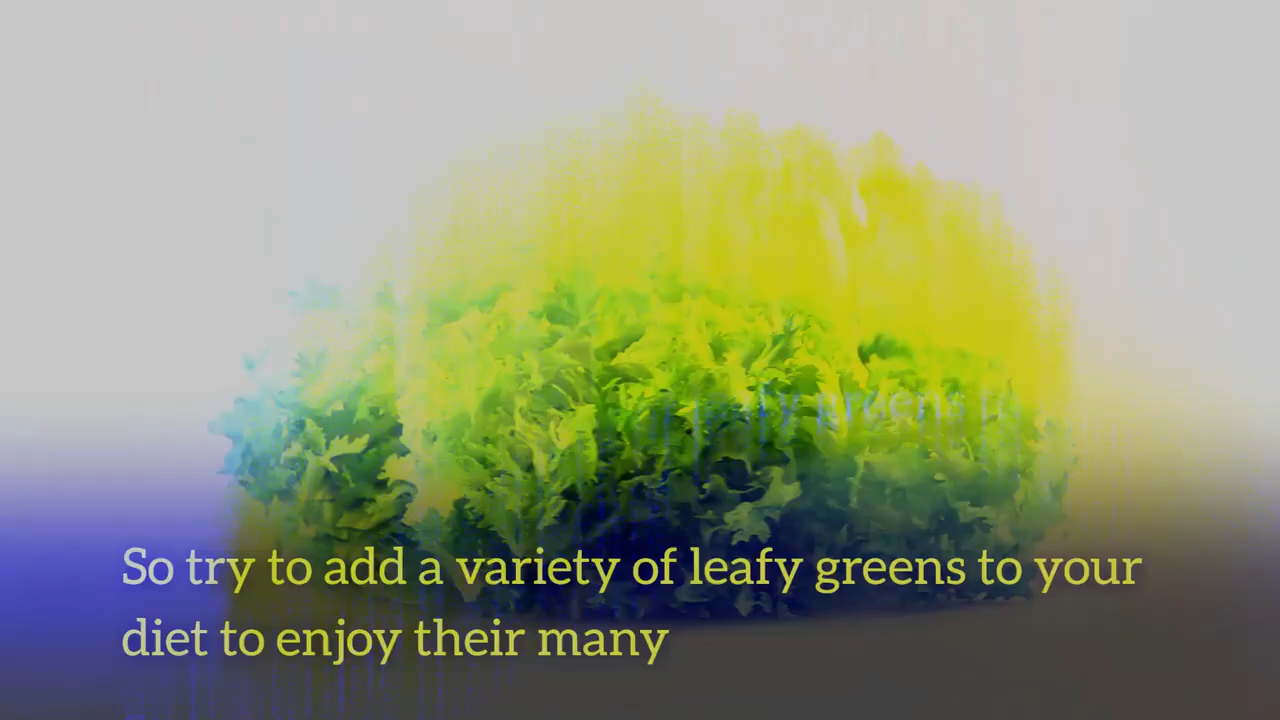 So try to add a variety of leafy greens to your
diet to enjoy their many